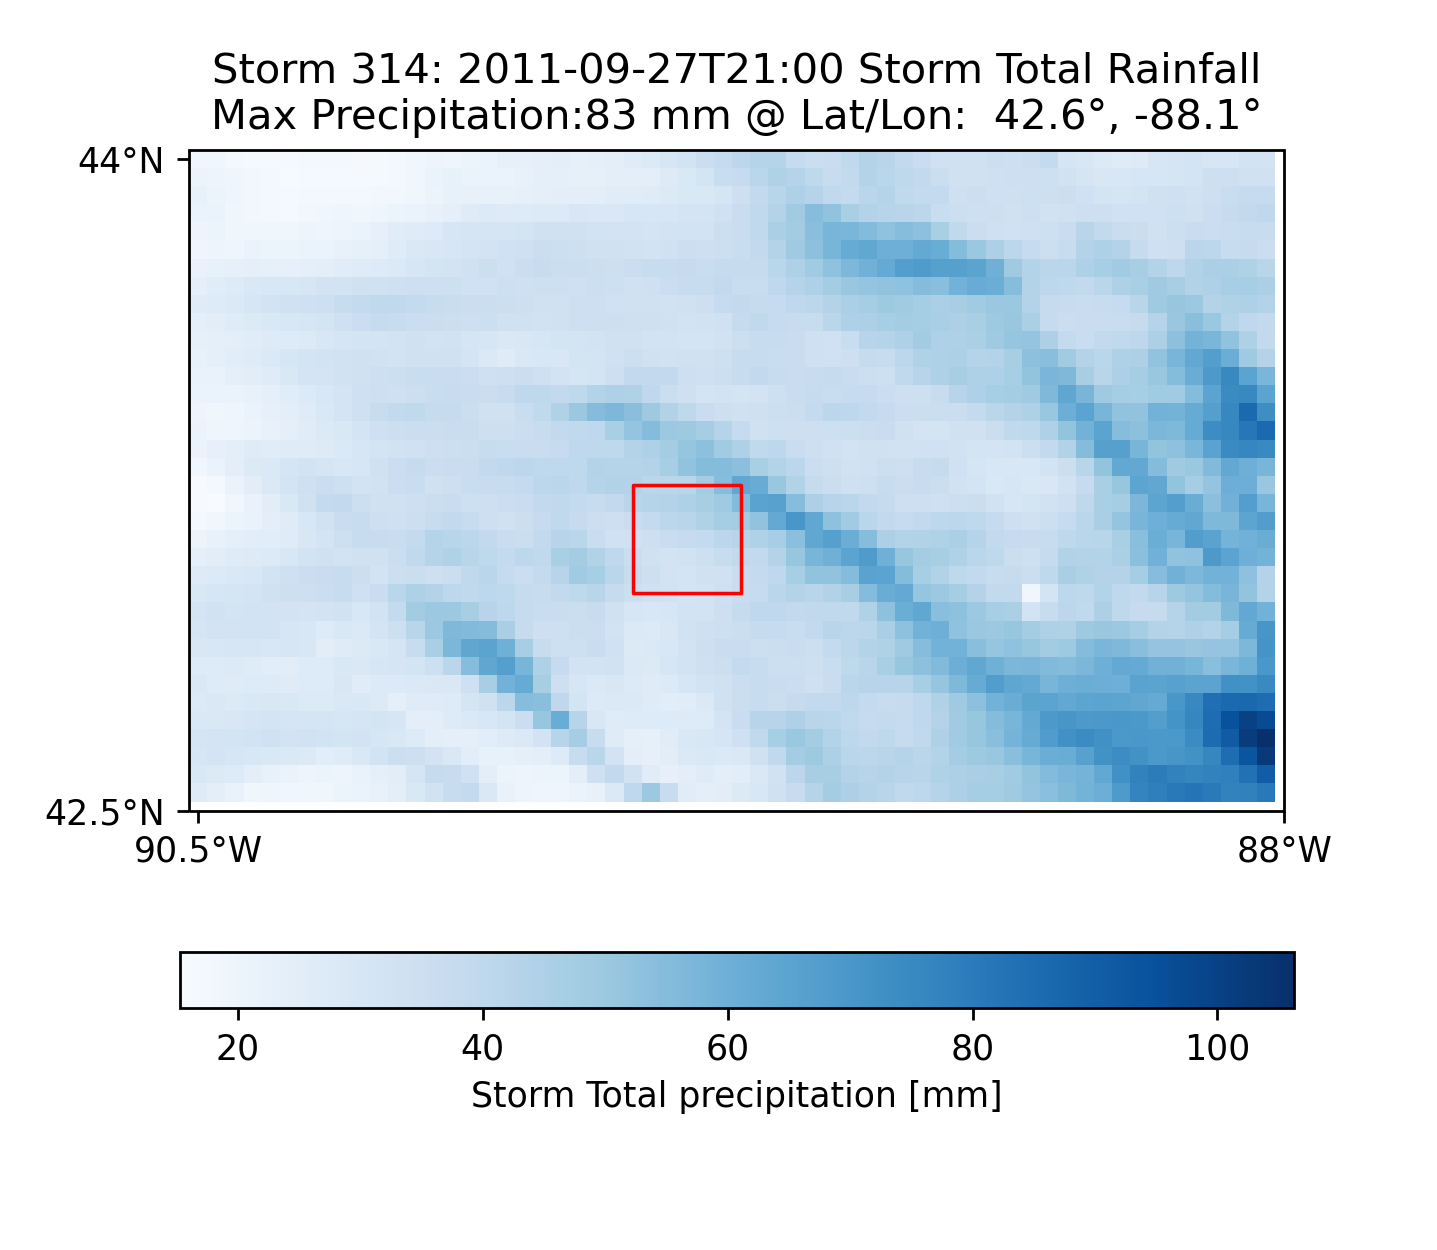 Storm 314: 2011-09-27T21:00 Storm Total Rainfall
Max Precipitation:83 mm @ Lat/Lon:  42.6°, -88.1°
44°N
42.5°N
90.5°W
88°W
20
40
60
80
100
Storm Total precipitation [mm]